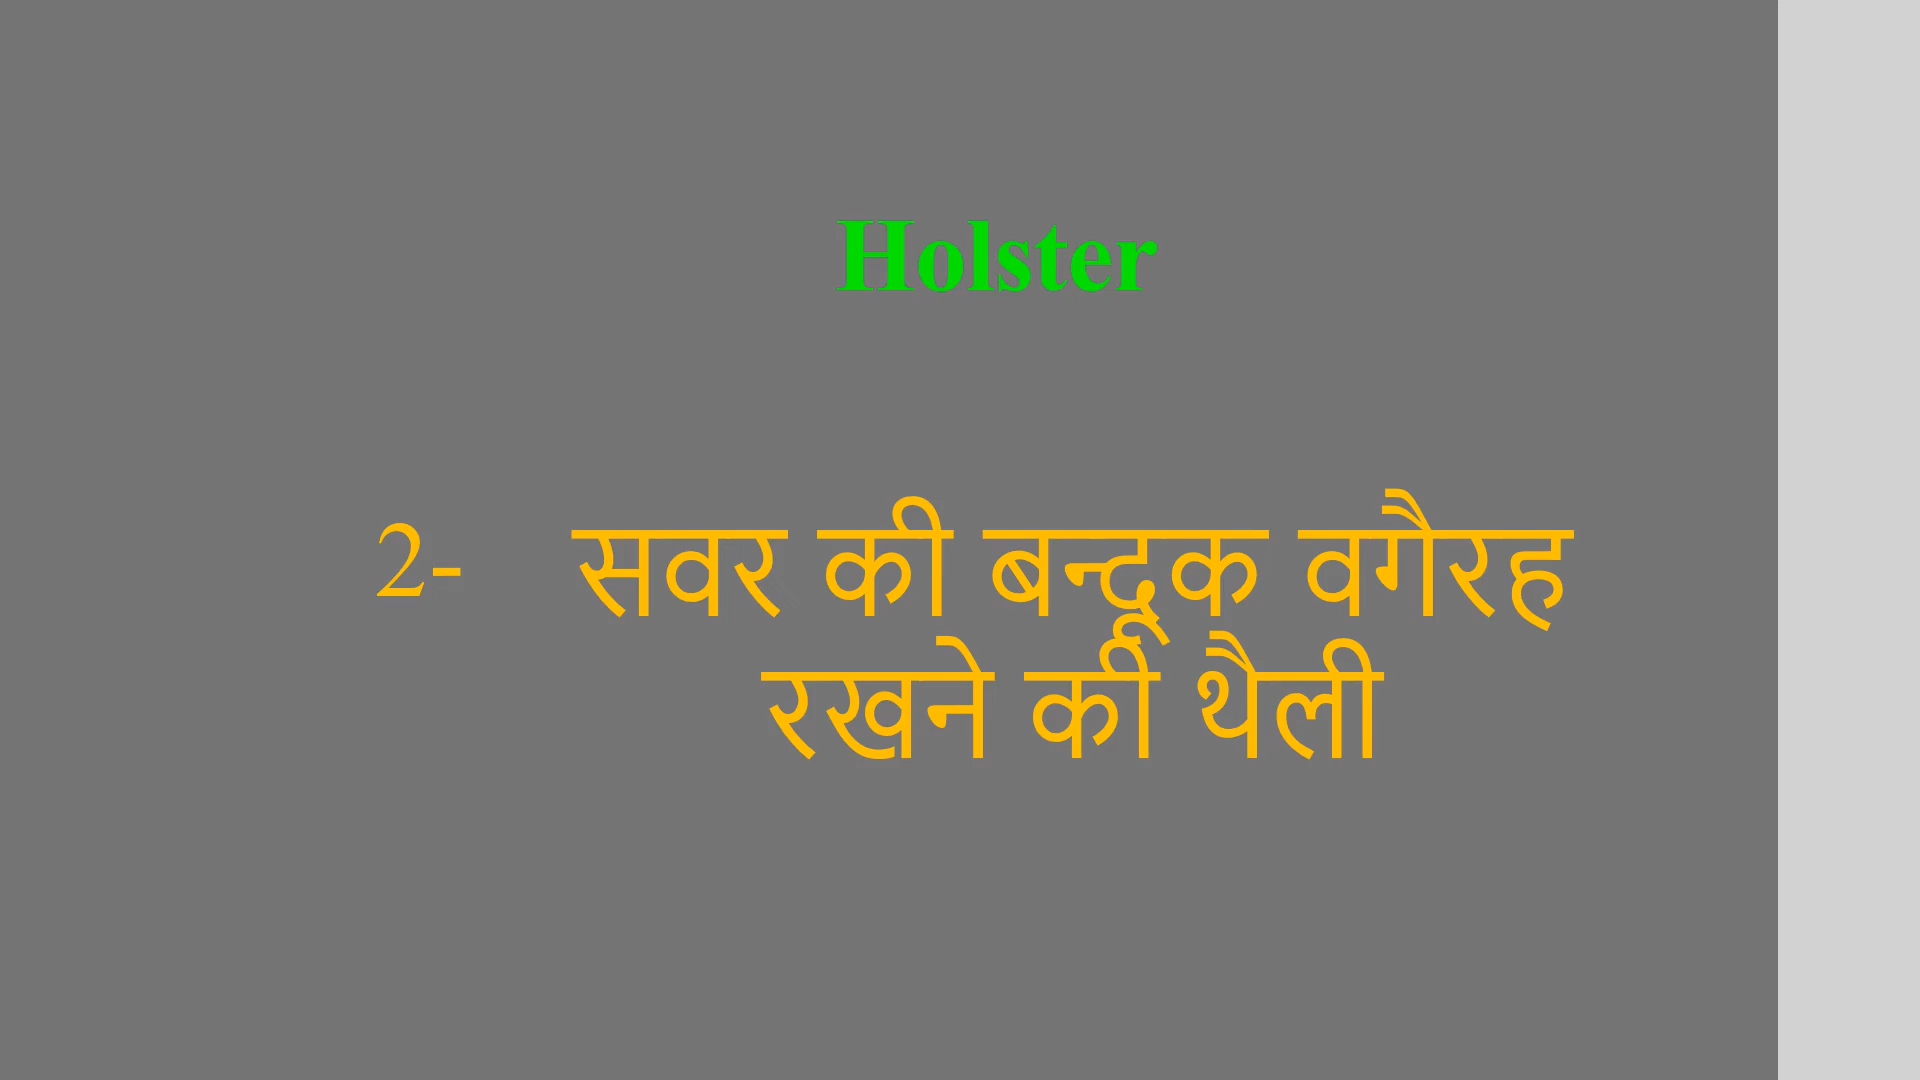 Holster
2- सवर की बन्दूक वगैरह
रखने की थैली